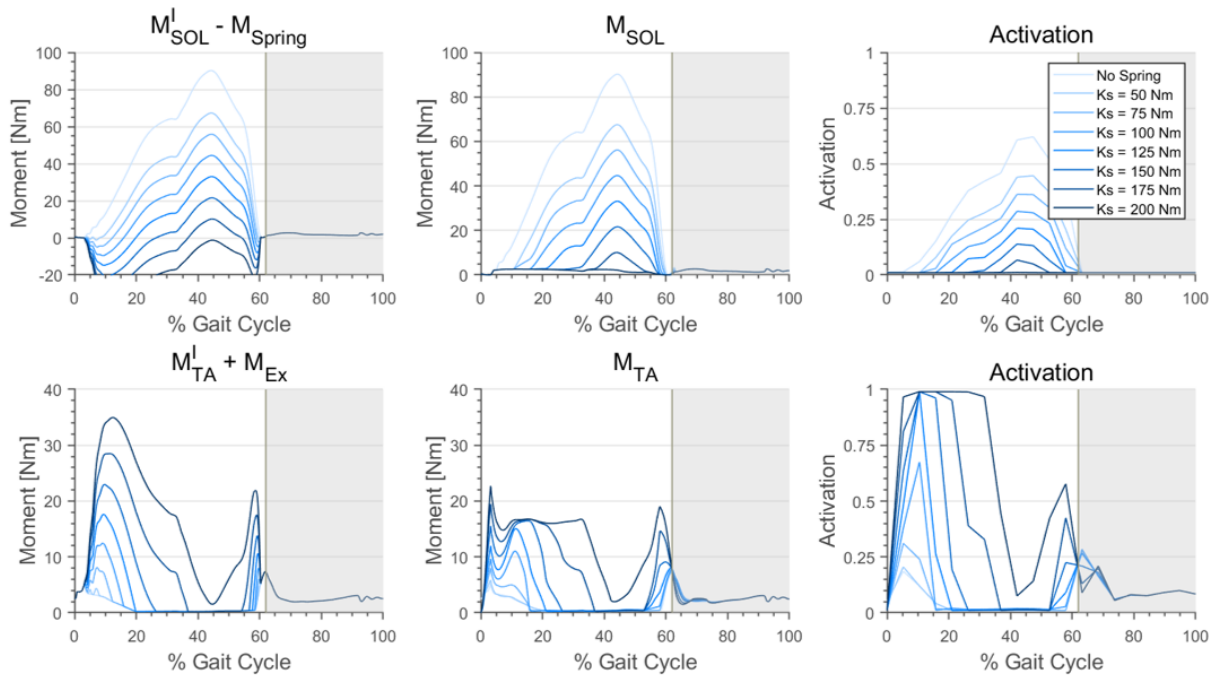 M^I_SOL - M_Spring
M_SOL
Activation
100
80
60
40
20
0
-20
Moment [Nm]
0 20 40 60 80 100
% Gait Cycle
100
80
60
40
20
0
Moment [Nm]
0 20 40 60 80 100
% Gait Cycle
1
0.75
0.5
0.25
0
Activation
0 20 40 60 80 100
% Gait Cycle
No Spring
Ks = 50 Nm
Ks = 75 Nm
Ks = 100 Nm
Ks = 125 Nm
Ks = 150 Nm
Ks = 175 Nm
Ks = 200 Nm
M^I_TA + M_Ex
M_TA
Activation
40
30
20
10
0
Moment [Nm]
0 20 40 60 80 100
% Gait Cycle
40
30
20
10
0
Moment [Nm]
0 20 40 60 80 100
% Gait Cycle
1
0.75
0.5
0.25
0
Activation
0 20 40 60 80 100
% Gait Cycle